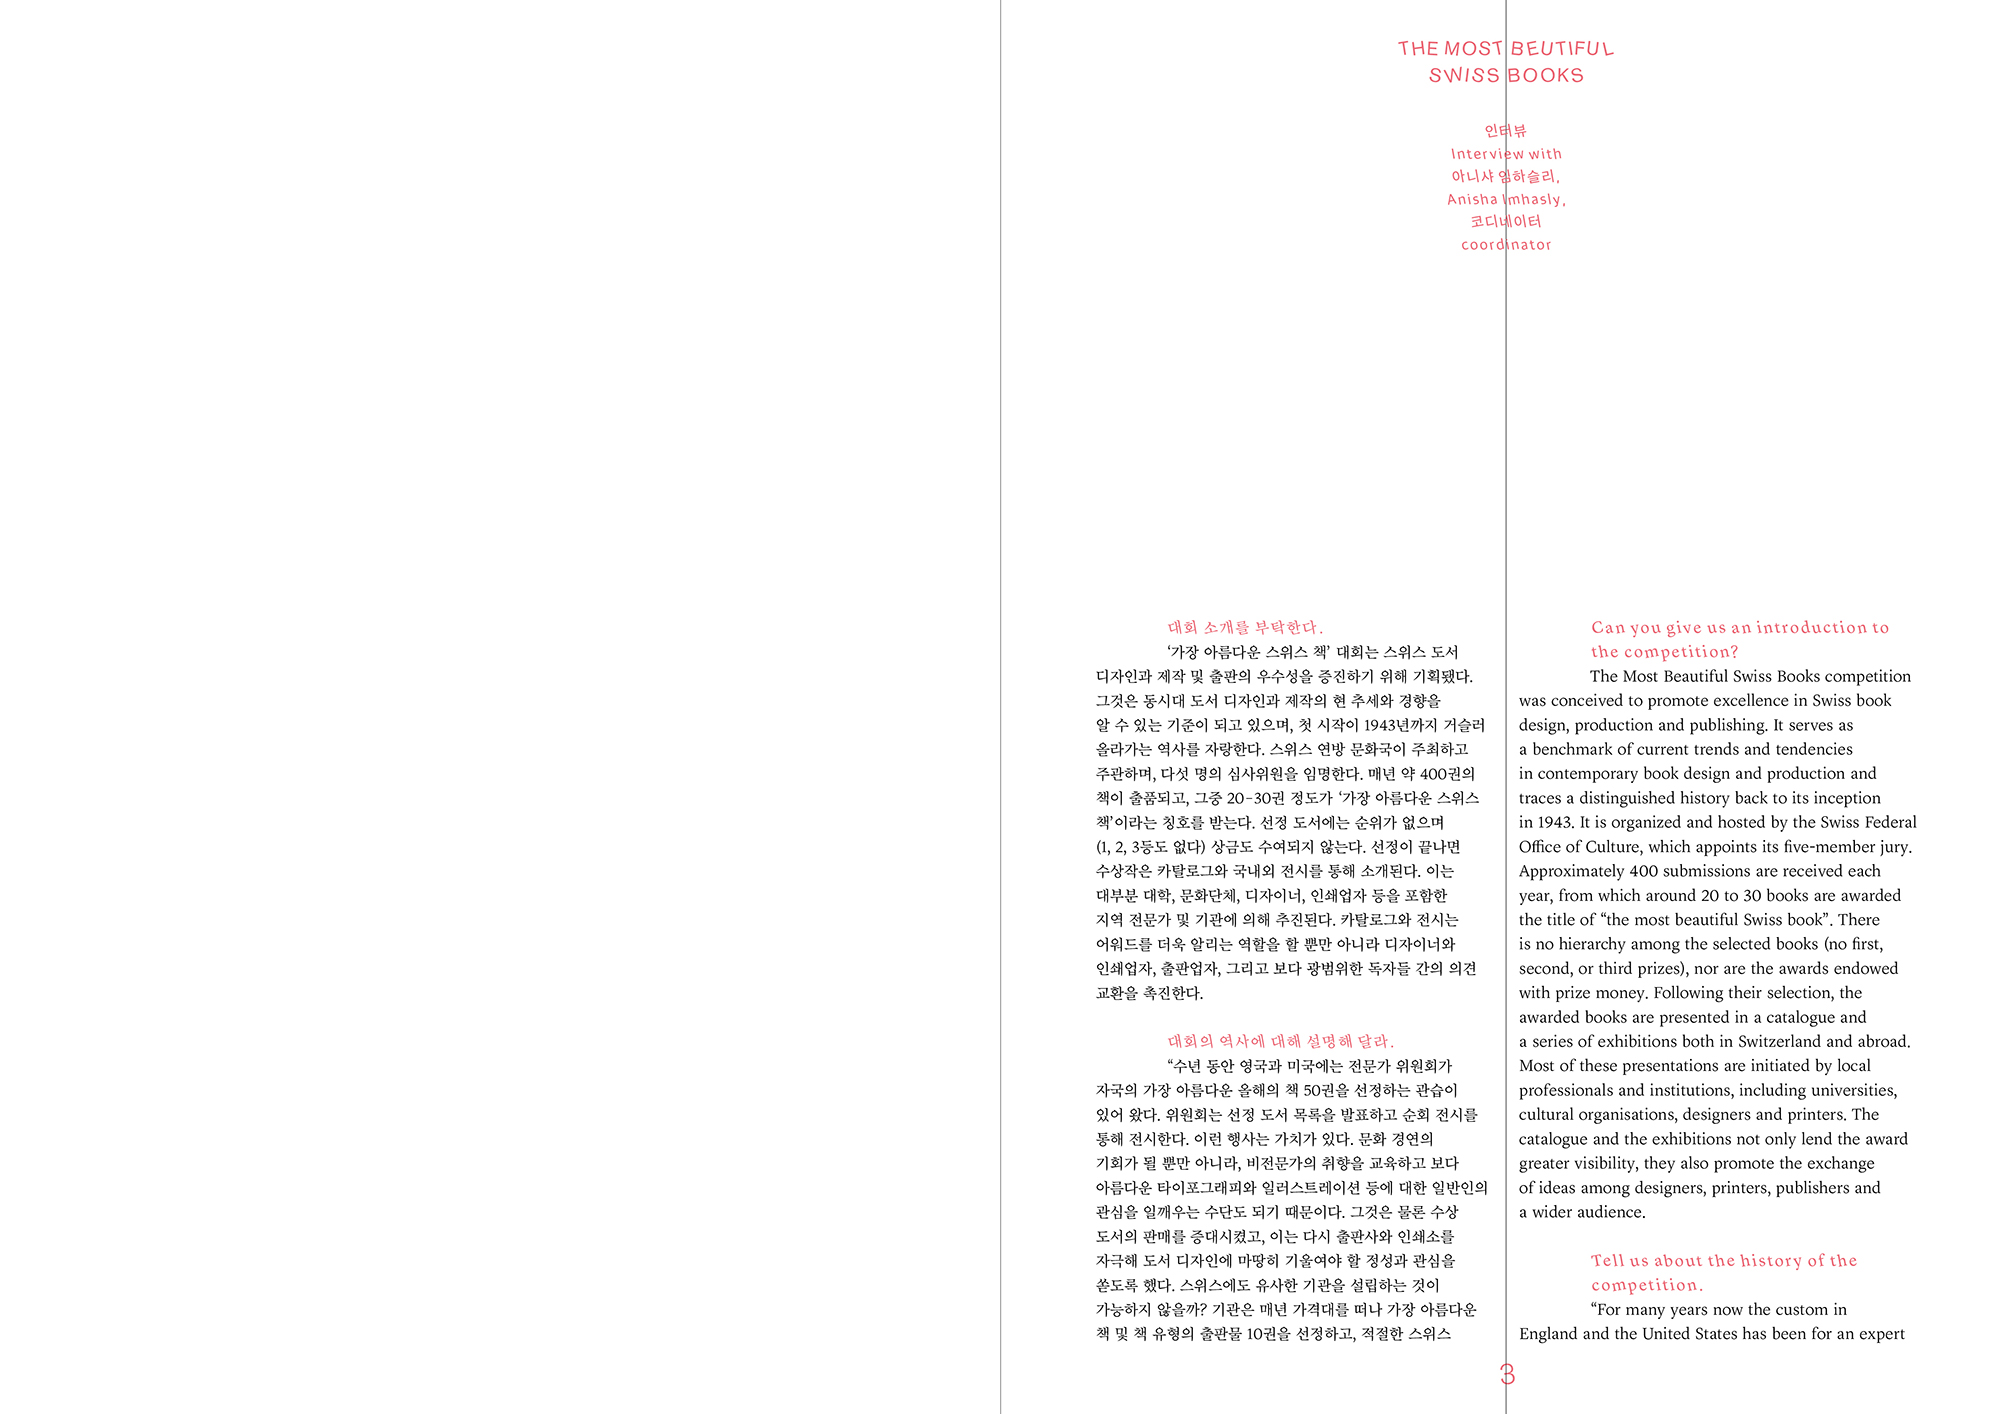 THE MOST BEUTIFUL
SWISS BOOKS
인터뷰
Interview with
아니샤 임하슬리,
Anisha Imhasly,
코디네이터
coordinator
대회 소개를 부탁한다.
‘가장 아름다운 스위스 책’ 대회는 스위스 도서
디자인과 제작 및 출판의 우수성을 증진하기 위해 기획됐다.
그것은 동시대 도서 디자인과 제작의 현 추세와 경향을
알 수 있는 기준이 되고 있으며, 첫 시작이 1943년까지 거슬러
올라가는 역사를 자랑한다. 스위스 연방 문화국이 주최하고
주관하며, 다섯 명의 심사위원을 임명한다. 매년 약 400권의
책이 출품되고, 그중 20–30권 정도가 ‘가장 아름다운 스위스
책’이라는 칭호를 받는다. 선정 도서에는 순위가 없으며
(1, 2, 3등도 없다) 상금도 수여되지 않는다. 선정이 끝나면
수상작은 카탈로그와 국내외 전시를 통해 소개된다. 이는
대부분 대학, 문화단체, 디자이너, 인쇄업자 등을 포함한
지역 전문가 및 기관에 의해 추진된다. 카탈로그와 전시는
어워드를 더욱 알리는 역할을 할 뿐만 아니라 디자이너와
인쇄업자, 출판업자, 그리고 보다 광범위한 독자들 간의 의견
교환을 촉진한다.
대회의 역사에 대해 설명해 달라.
“수년 동안 영국과 미국에는 전문가 위원회가
자국의 가장 아름다운 올해의 책 50권을 선정하는 관습이
있어 왔다. 위원회는 선정 도서 목록을 발표하고 순회 전시를
통해 전시한다. 이런 행사는 가치가 있다. 문화 경연의
기회가 될 뿐만 아니라, 비전문가의 취향을 교육하고 보다
아름다운 타이포그래피와 일러스트레이션 등에 대한 일반인의
관심을 일깨우는 수단도 되기 때문이다. 그것은 물론 수상
도서의 판매를 증대시켰고, 이는 다시 출판사와 인쇄소를
자극해 도서 디자인에 마땅히 기울여야 할 정성과 관심을
쏟도록 했다. 스위스에도 유사한 기관을 설립하는 것이
가능하지 않을까? 기관은 매년 가격대를 떠나 가장 아름다운
책 및 책 유형의 출판물 10권을 선정하고, 적절한 스위스
Can you give us an introduction to
the competition?
The Most Beautiful Swiss Books competition
was conceived to promote excellence in Swiss book
design, production and publishing. It serves as
a benchmark of current trends and tendencies
in contemporary book design and production and
traces a distinguished history back to its inception
in 1943. It is organized and hosted by the Swiss Federal
Office of Culture, which appoints its five-member jury.
Approximately 400 submissions are received each
year, from which around 20 to 30 books are awarded
the title of “the most beautiful Swiss book”. There
is no hierarchy among the selected books (no first,
second, or third prizes), nor are the awards endowed
with prize money. Following their selection, the
awarded books are presented in a catalogue and
a series of exhibitions both in Switzerland and abroad.
Most of these presentations are initiated by local
professionals and institutions, including universities,
cultural organisations, designers and printers. The
catalogue and the exhibitions not only lend the award
greater visibility, they also promote the exchange
of ideas among designers, printers, publishers and
a wider audience.
Tell us about the history of the
competition.
“For many years now the custom in
England and the United States has been for an expert
3